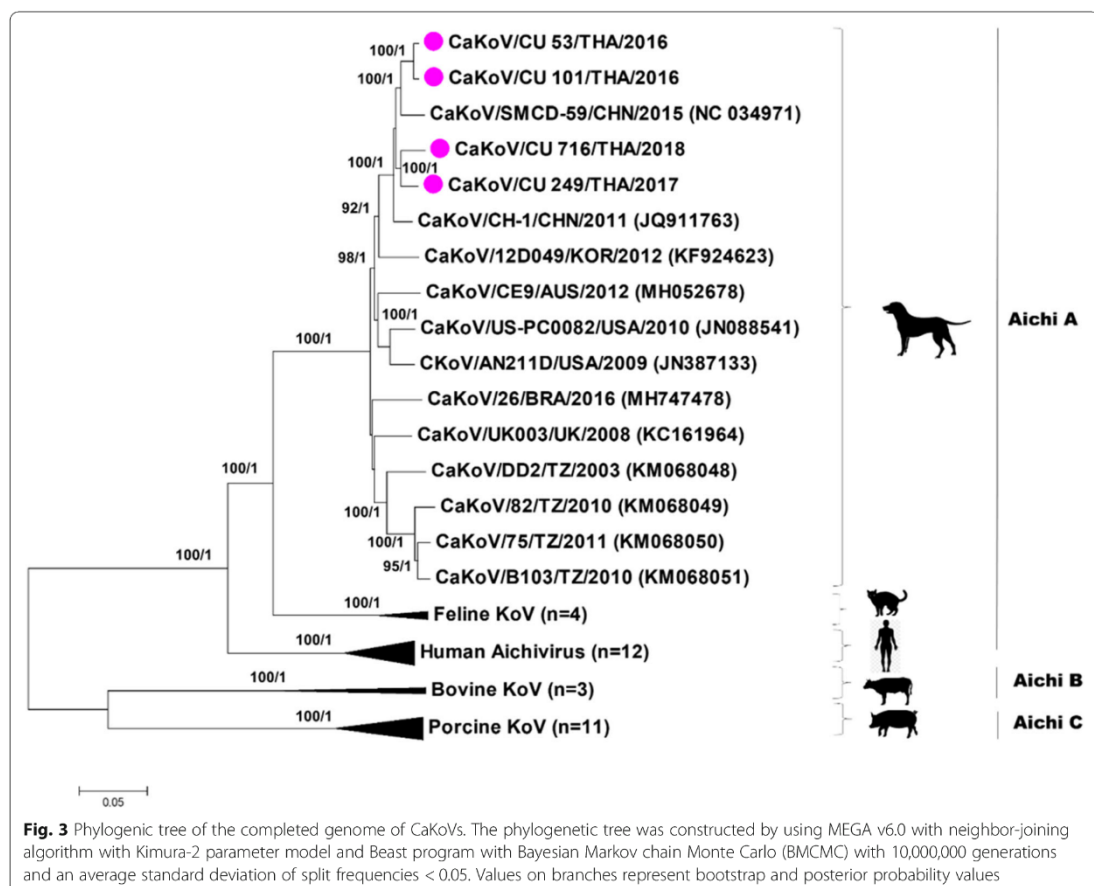 100/1
CaKoV/CU 53/THA/2016
100/1
CaKoV/CU 101/THA/2016
CaKoV/SMCD-59/CHN/2015 (NC 034971)
CaKoV/CU 716/THA/2018
100/1
100/1
CaKoV/CU 249/THA/2017
92/1
CaKoV/CH-1/CHN/2011 (JQ911763)
98/1
CaKoV/12D049/KOR/2012 (KF924623)
CaKoV/CE9/AUS/2012 (MH052678)
100/1
CaKoV/US-PC0082/USA/2010 (JN088541)
Aichi A
100/1
CKoV/AN211D/USA/2009 (JN387133)
CaKoV/26/BRA/2016 (MH747478)
CaKoV/UK003/UK/2008 (KC161964)
100/1
CaKoV/DD2/TZ/2003 (KM068048)
100/1
CaKoV/82/TZ/2010 (KM068049)
100/1
100/1
CaKoV/75/TZ/2011 (KM068050)
95/1
CaKoV/B103/TZ/2010 (KM068051)
100/1
Feline KoV (n=4)
100/1
Human Aichivirus (n=12)
100/1
Bovine KoV (n=3)
Aichi B
100/1
Porcine KoV (n=11)
Aichi C
0.05
Fig. 3 Phylogenic tree of the completed genome of CaKoVs. The phylogenetic tree was constructed by using MEGA v6.0 with neighbor-joining
algorithm with Kimura-2 parameter model and Beast program with Bayesian Markov chain Monte Carlo (BMCMC) with 10,000,000 generations
and an average standard deviation of split frequencies < 0.05. Values on branches represent bootstrap and posterior probability values